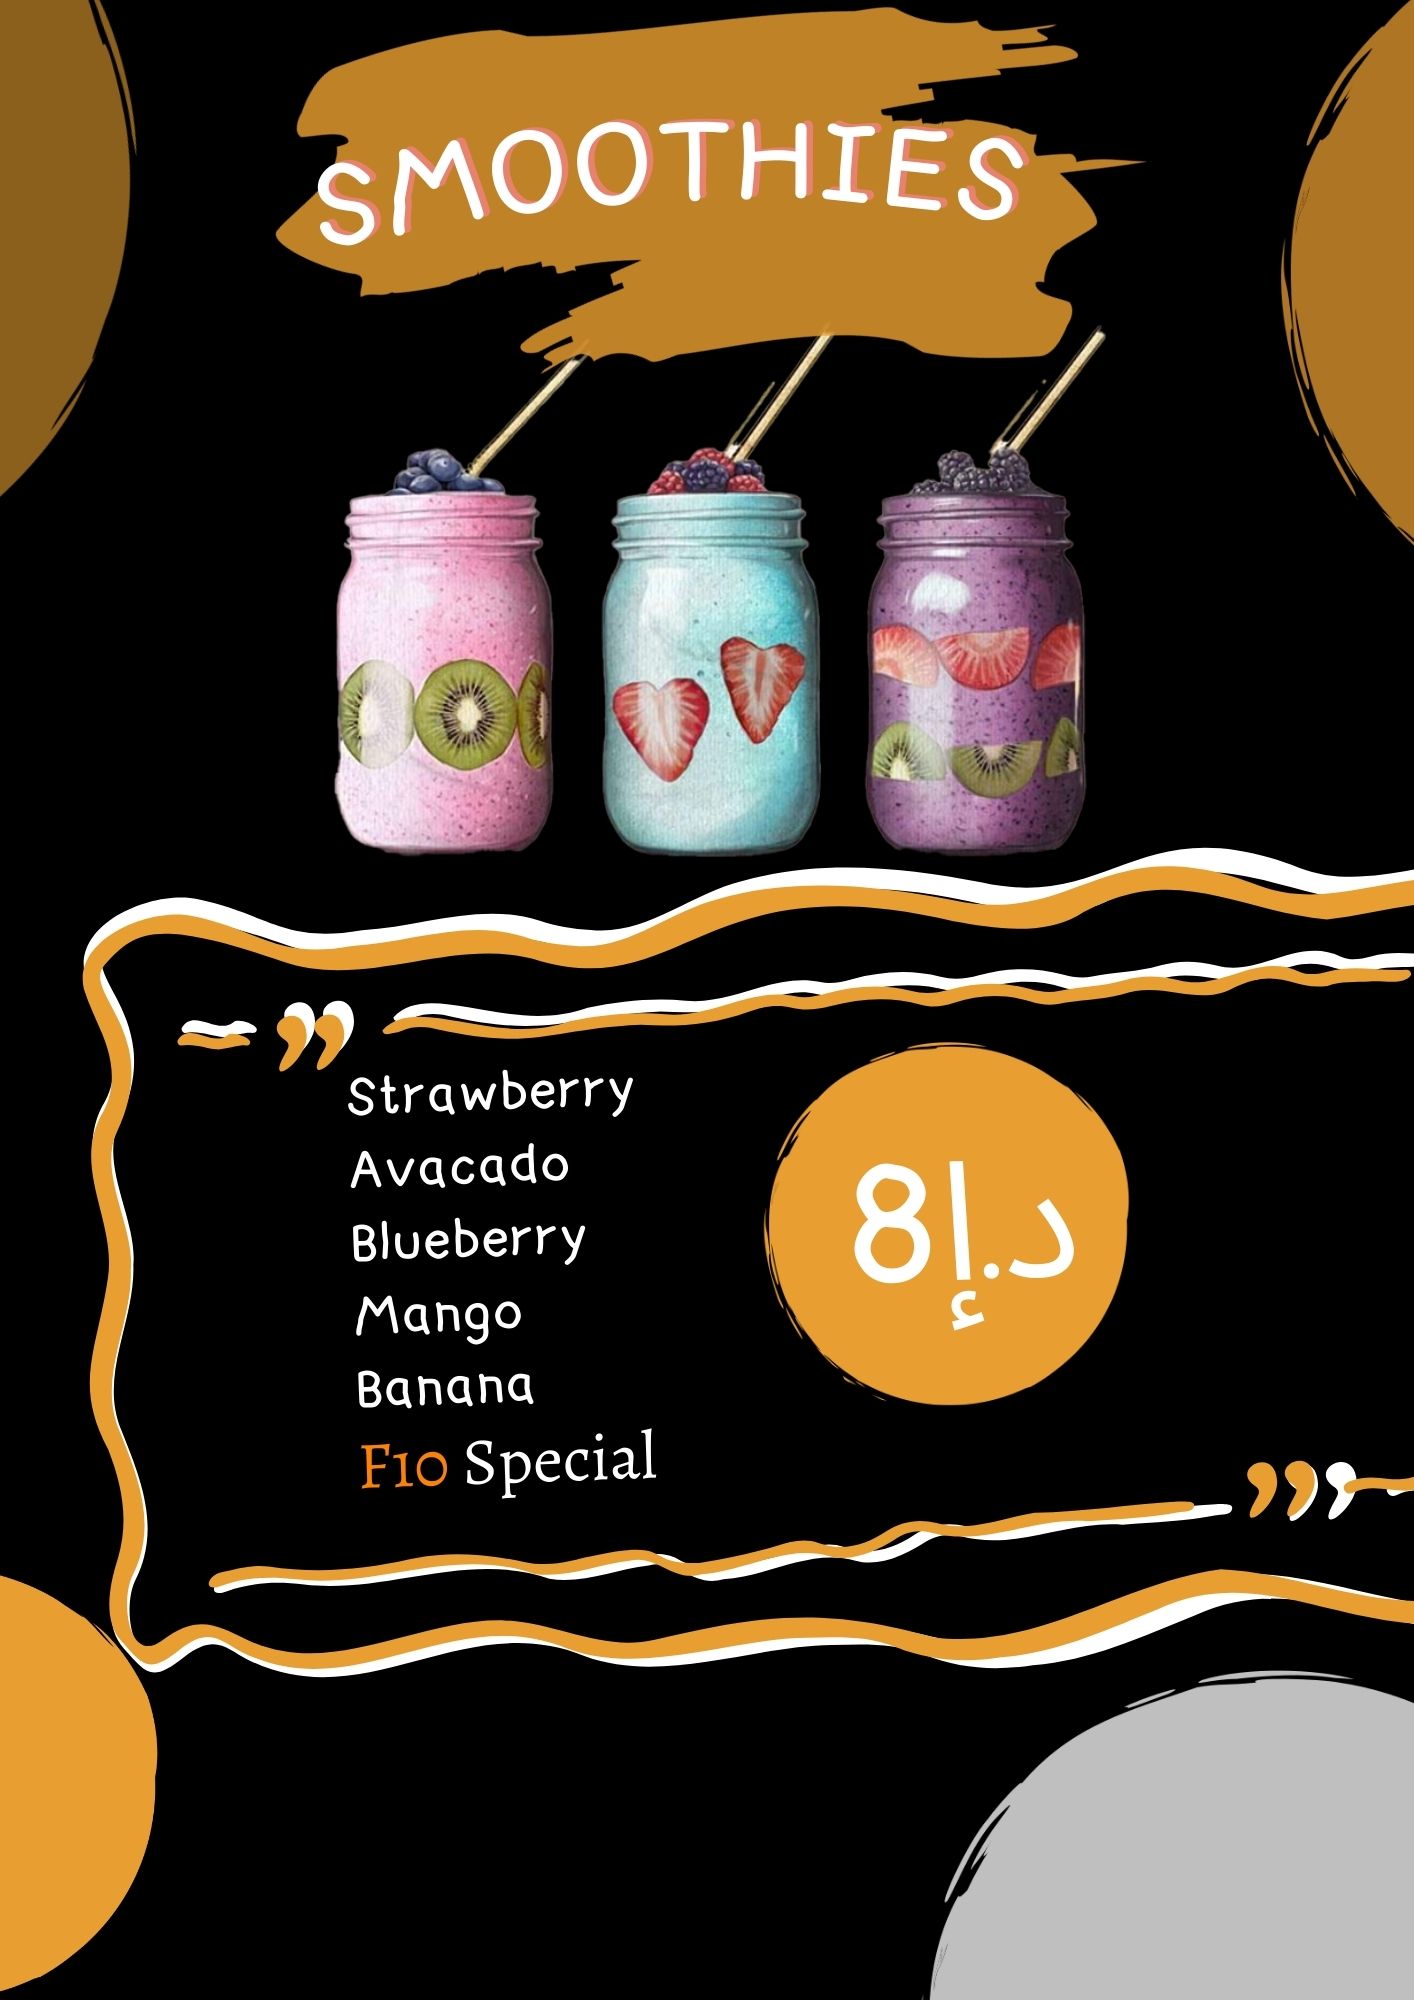 SMOOTHIES
Strawberry
Avacado
Blueberry
Mango
Banana
F10 Special
8د.إ